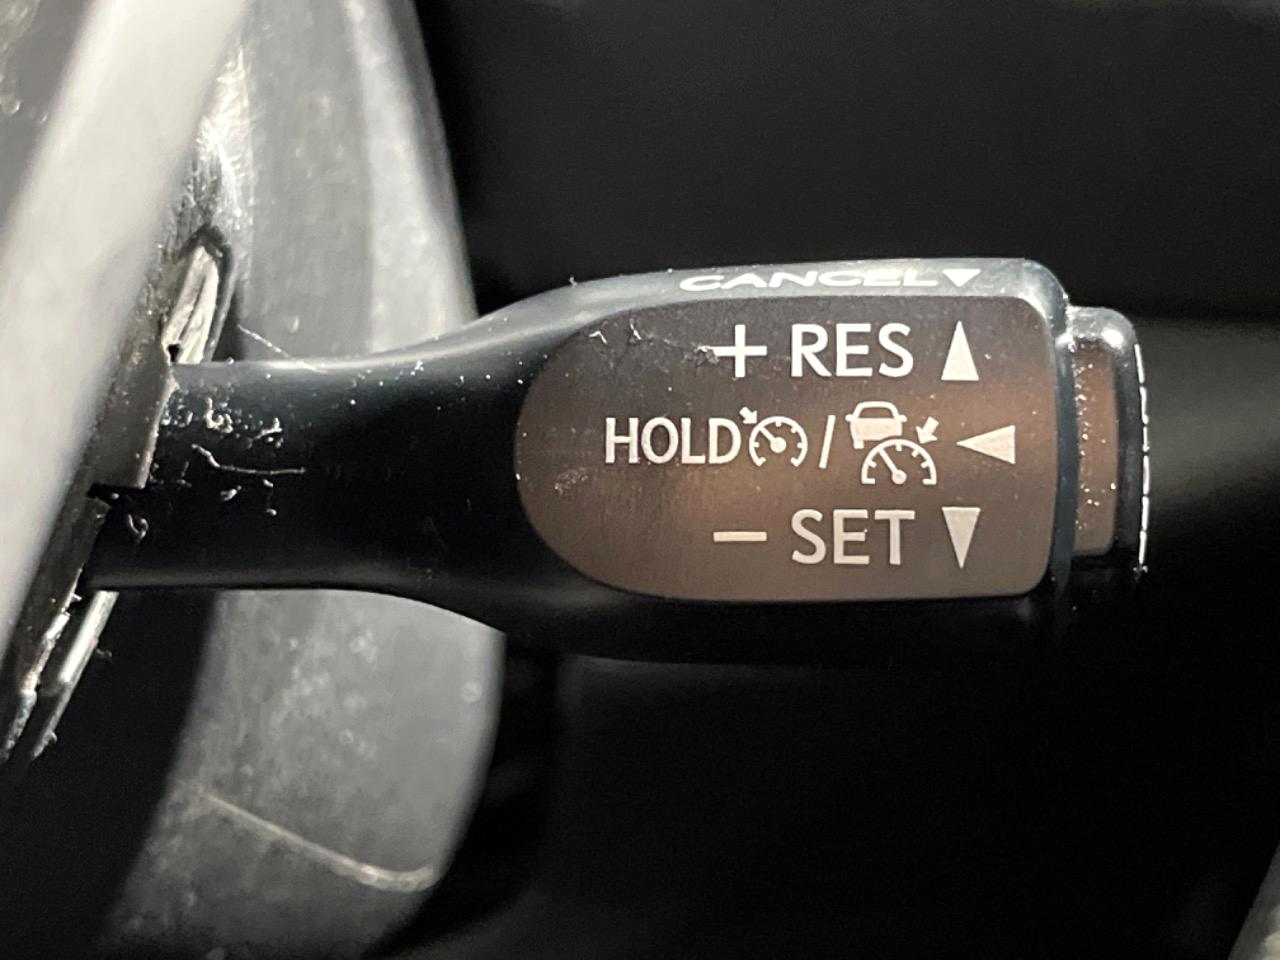 CANCEL▼
+ RES ▲
HOLD / ◀
− SET ▼